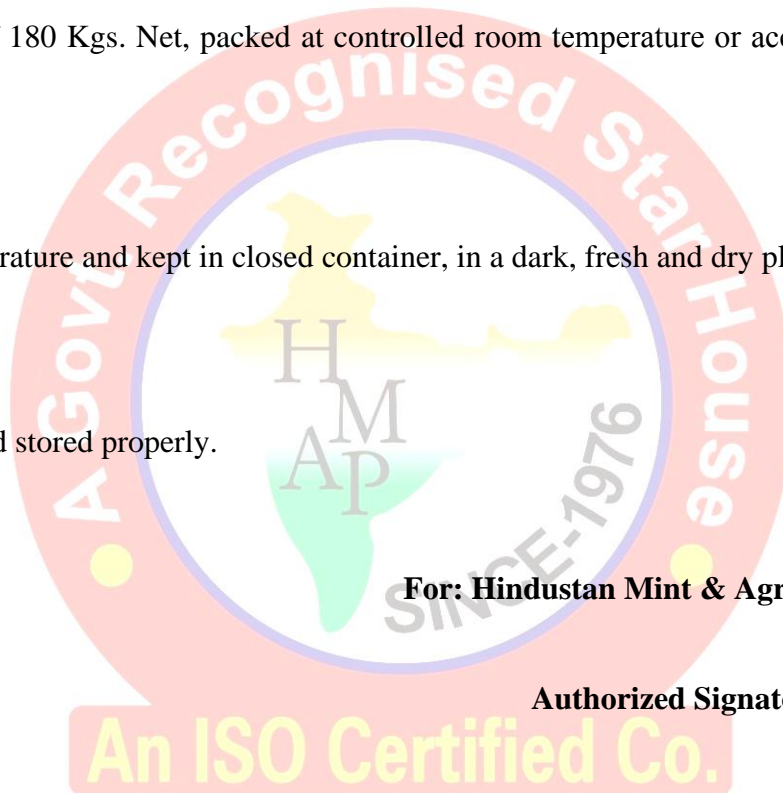 180 Kgs. Net, packed at controlled room temperature or
A Govt. Recognised Star House
rature and kept in closed container, in a dark, fresh and dry
H
M
AP
d stored properly.
SINCE-1976
For: Hindustan Mint & Agr
Authorized Signat
An ISO Certified Co.